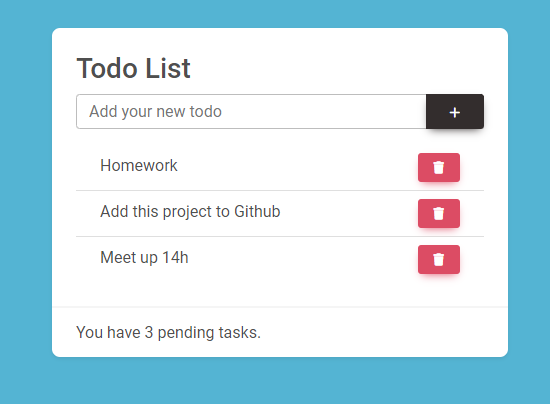 Todo List
Add your new todo
+
Homework
Add this project to Github
Meet up 14h
You have 3 pending tasks.